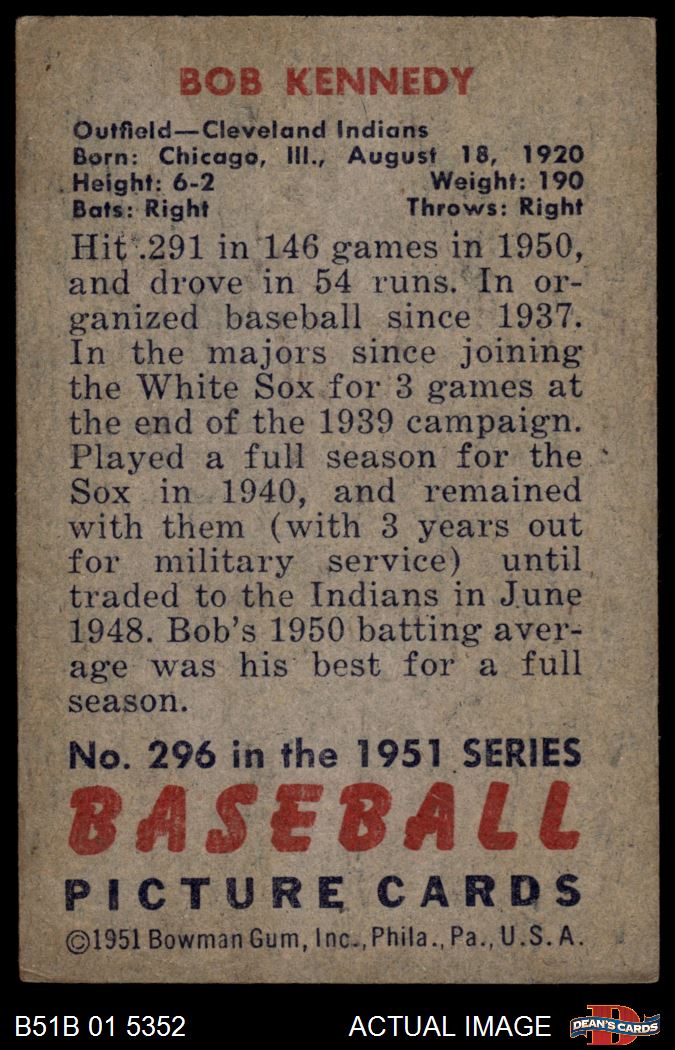 BOB KENNEDY
Outfield—Cleveland Indians
Born: Chicago, Ill., August 18, 1920
Height: 6-2 Weight: 190
Bats: Right Throws: Right
Hit .291 in 146 games in 1950,
and drove in 54 runs. In or-
ganized baseball since 1937.
In the majors since joining
the White Sox for 3 games at
the end of the 1939 campaign.
Played a full season for the
Sox in 1940, and remained
with them (with 3 years out
for military service) until
traded to the Indians in June
1948. Bob's 1950 batting aver-
age was his best for a full
season.
No. 296 in the 1951 SERIES
BASEBALL
PICTURE CARDS
©1951 Bowman Gum, Inc., Phila., Pa., U.S.A.
B51B 01 5352 ACTUAL IMAGE D DEAN'S CARDS